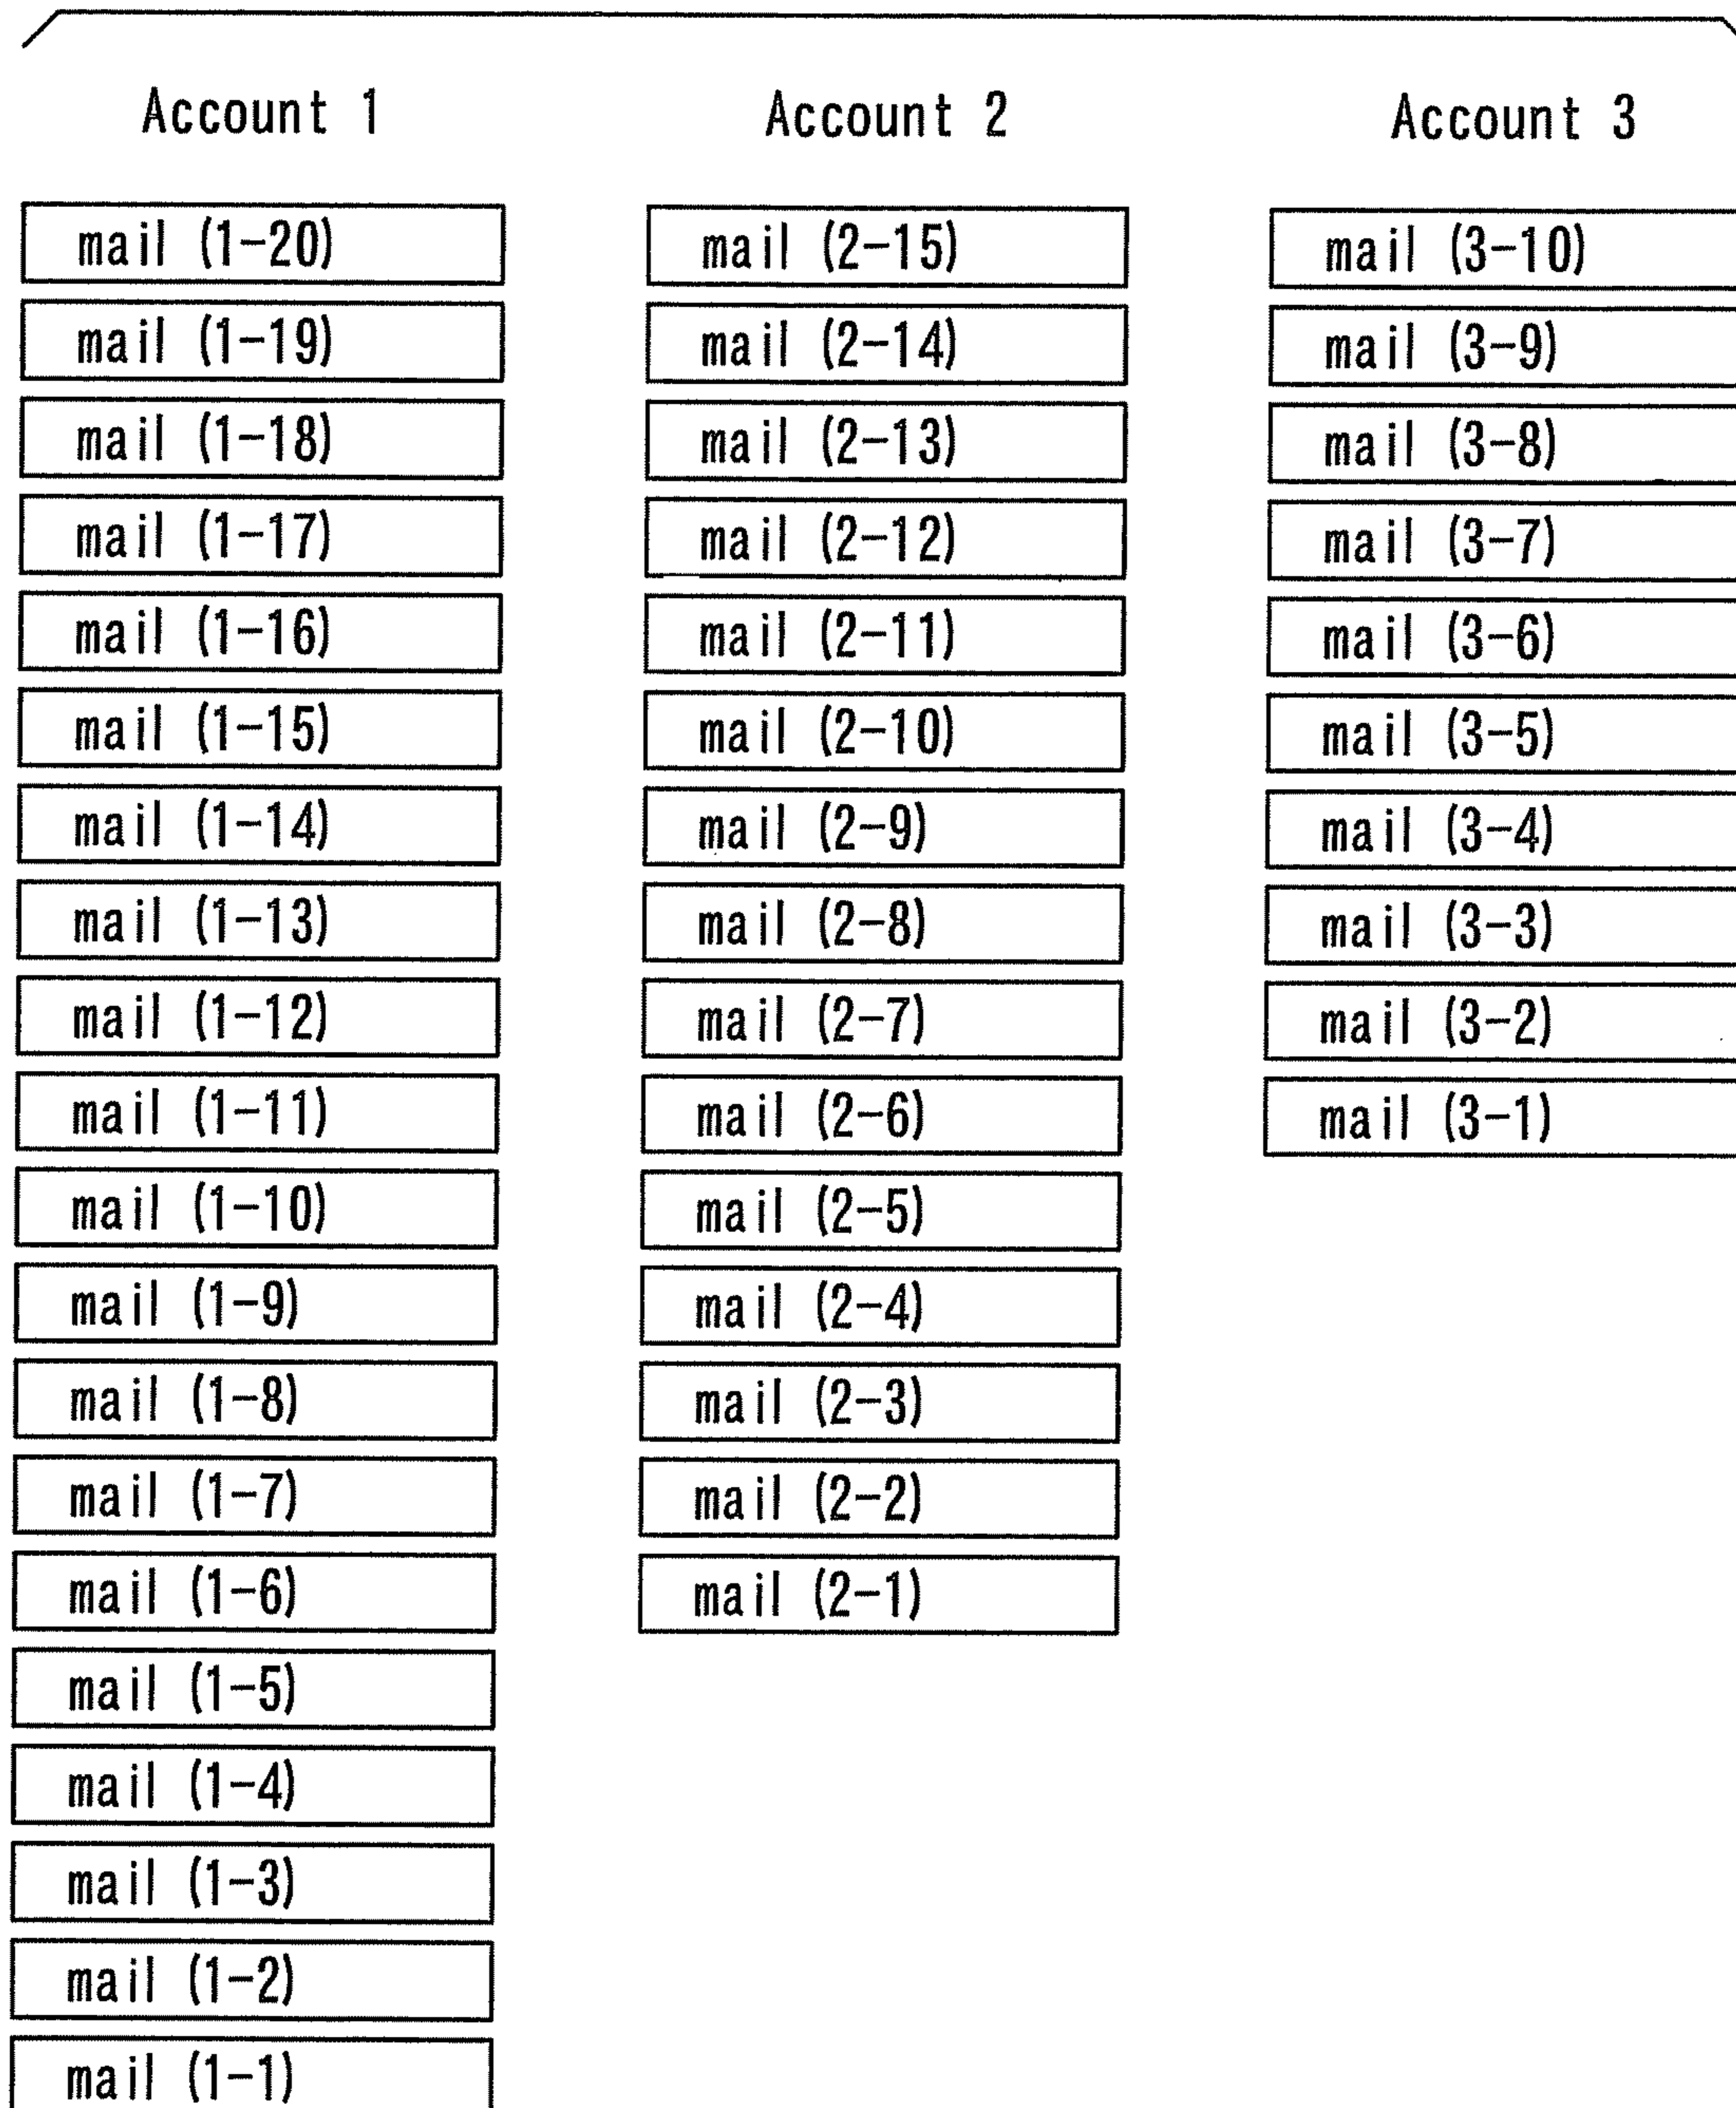 Account 1 Account 2 Account 3
mail (1-20) mail (2-15) mail (3-10)
mail (1-19) mail (2-14) mail (3-9)
mail (1-18) mail (2-13) mail (3-8)
mail (1-17) mail (2-12) mail (3-7)
mail (1-16) mail (2-11) mail (3-6)
mail (1-15) mail (2-10) mail (3-5)
mail (1-14) mail (2-9) mail (3-4)
mail (1-13) mail (2-8) mail (3-3)
mail (1-12) mail (2-7) mail (3-2)
mail (1-11) mail (2-6) mail (3-1)
mail (1-10) mail (2-5)
mail (1-9) mail (2-4)
mail (1-8) mail (2-3)
mail (1-7) mail (2-2)
mail (1-6) mail (2-1)
mail (1-5)
mail (1-4)
mail (1-3)
mail (1-2)
mail (1-1)